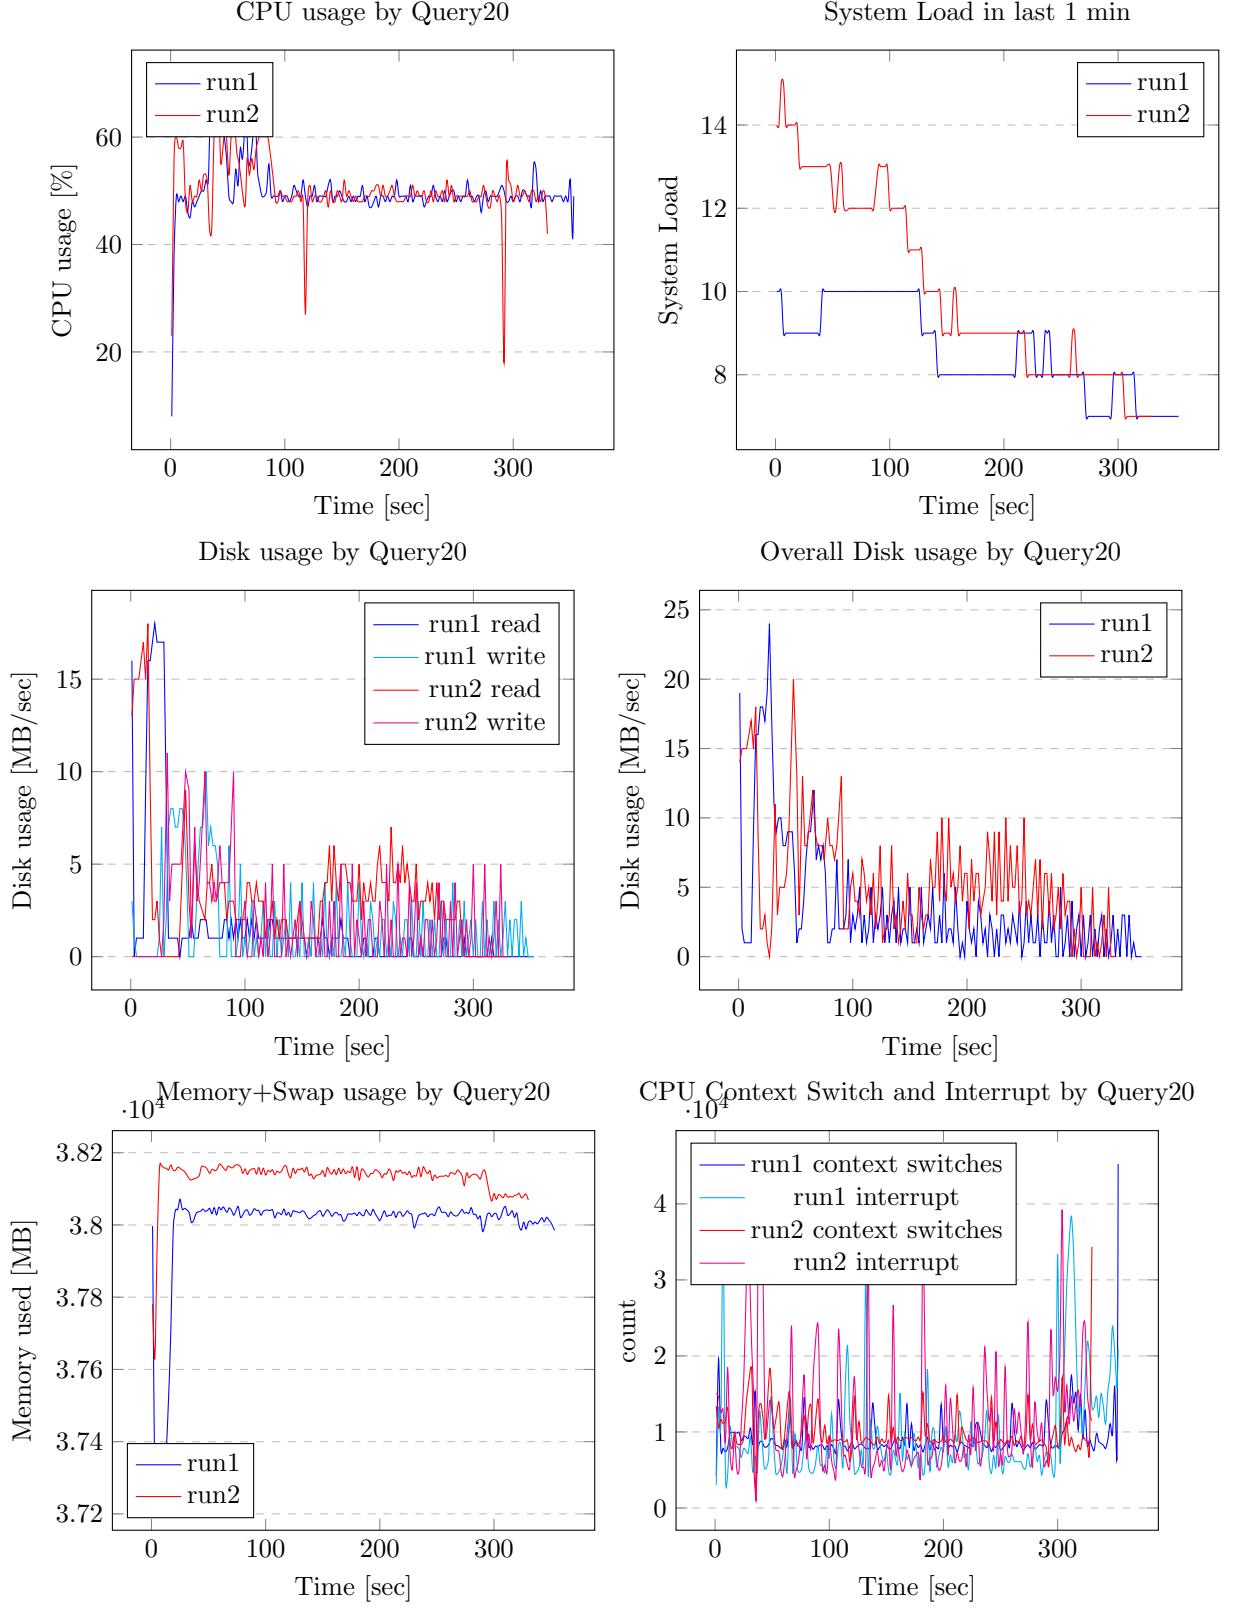 CPU usage by Query20
run1
run2
60
40
20
CPU usage [%]
0 100 200 300
Time [sec]
System Load in last 1 min
run1
run2
14
12
10
8
System Load
0 100 200 300
Time [sec]
Disk usage by Query20
run1 read
run1 write
run2 read
run2 write
15
10
5
0
Disk usage [MB/sec]
0 100 200 300
Time [sec]
Overall Disk usage by Query20
run1
run2
25
20
15
10
5
0
Disk usage [MB/sec]
0 100 200 300
Time [sec]
Memory+Swap usage by Query20
·10⁴
3.82
3.8
3.78
3.76
3.74
3.72
Memory used [MB]
run1
run2
0 100 200 300
Time [sec]
CPU Context Switch and Interrupt by Query20
·10⁴
run1 context switches
run1 interrupt
run2 context switches
run2 interrupt
4
3
2
1
0
count
0 100 200 300
Time [sec]